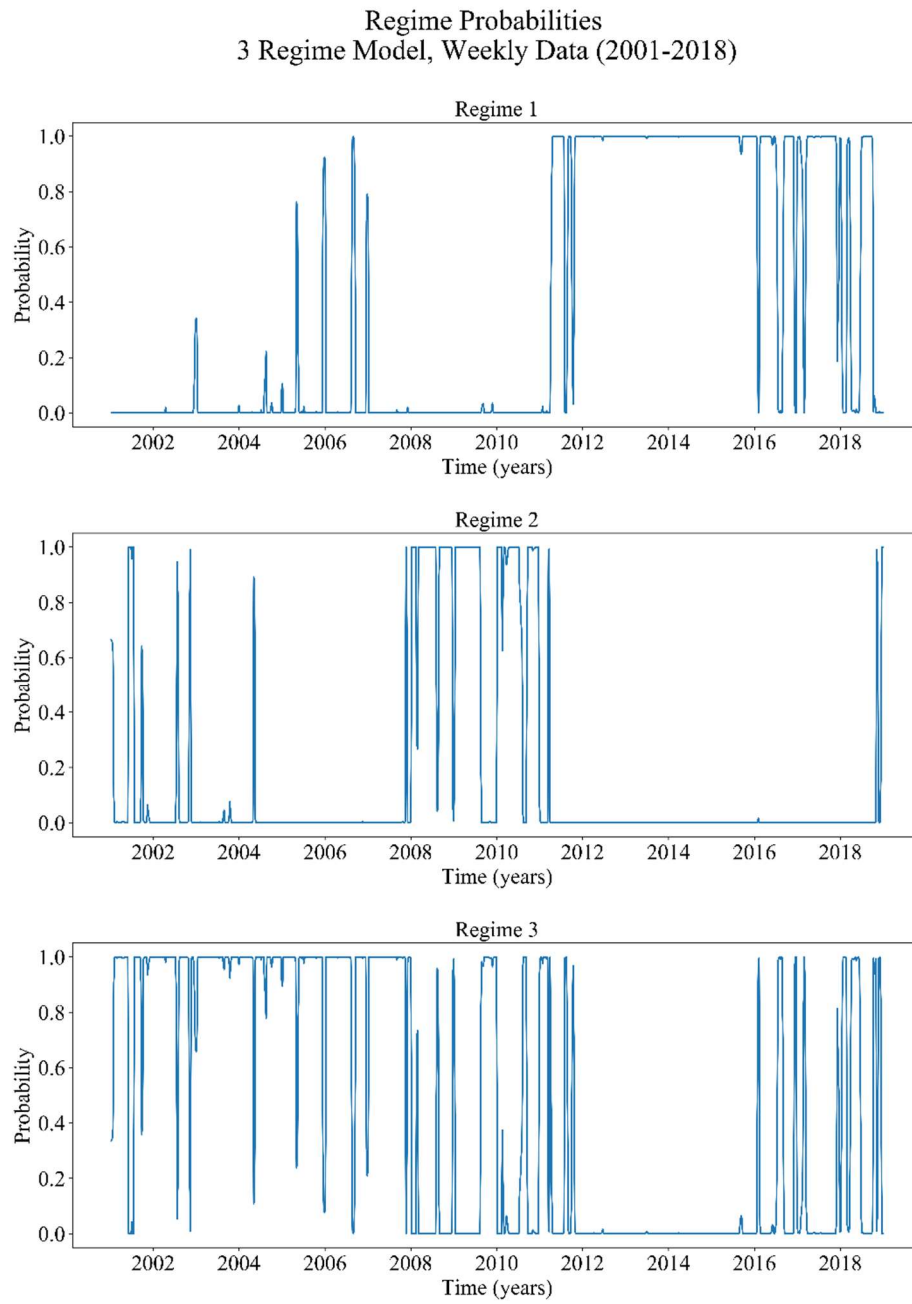 Regime Probabilities
3 Regime Model, Weekly Data (2001-2018)
Regime 1
Probability
1.0
0.8
0.6
0.4
0.2
0.0
2002 2004 2006 2008 2010 2012 2014 2016 2018
Time (years)
Regime 2
Probability
1.0
0.8
0.6
0.4
0.2
0.0
2002 2004 2006 2008 2010 2012 2014 2016 2018
Time (years)
Regime 3
Probability
1.0
0.8
0.6
0.4
0.2
0.0
2002 2004 2006 2008 2010 2012 2014 2016 2018
Time (years)